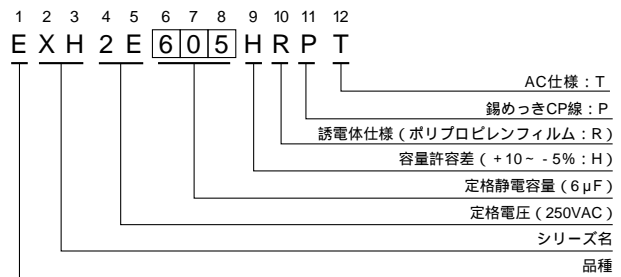 1 2 3 4 5 6 7 8 9 10 11 12
E X H 2 E 6 0 5 H R P T
AC仕様:T
錫めっきCP線:P
誘電体仕様(ポリプロピレンフィルム:R)
容量許容差(+10~-5%:H)
定格静電容量(6μF)
定格電圧(250VAC)
シリーズ名
品種